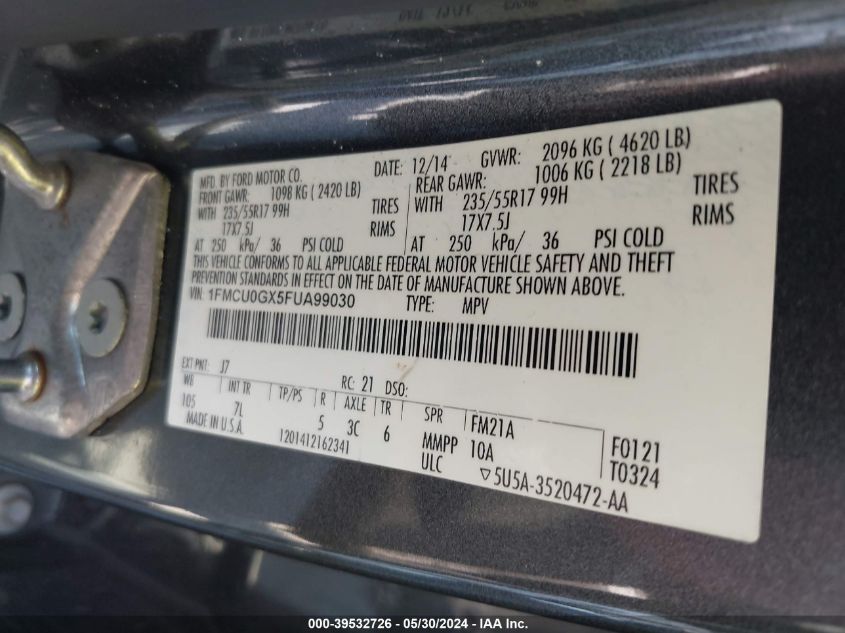 MFD. BY FORD MOTOR CO.
DATE: 12/14 GVWR: 2096 KG ( 4620 LB)
FRONT GAWR: 1098 KG ( 2420 LB)
REAR GAWR: 1006 KG ( 2218 LB)
WITH 235/55R17 99H TIRES
WITH 235/55R17 99H TIRES
17X7.5J RIMS
17X7.5J RIMS
AT 250 kPa/ 36 PSI COLD
AT 250 kPa/ 36 PSI COLD
THIS VEHICLE CONFORMS TO ALL APPLICABLE FEDERAL MOTOR VEHICLE SAFETY AND THEFT
PREVENTION STANDARDS IN EFFECT ON THE DATE OF MANUFACTURE SHOWN ABOVE.
VIN: 1FMCU0GX5FUA99030 TYPE: MPV
EXT PNT: J7 RC: 21 DSO:
WB INT TR TP/PS R AXLE TR SPR FM21A F0121
105 7L 5 3C 6 MMPP 10A T0324
MADE IN U.S.A. 1201412162341 ULC ▽5U5A-3520472-AA
000-39532726 - 05/30/2024 - IAA Inc.